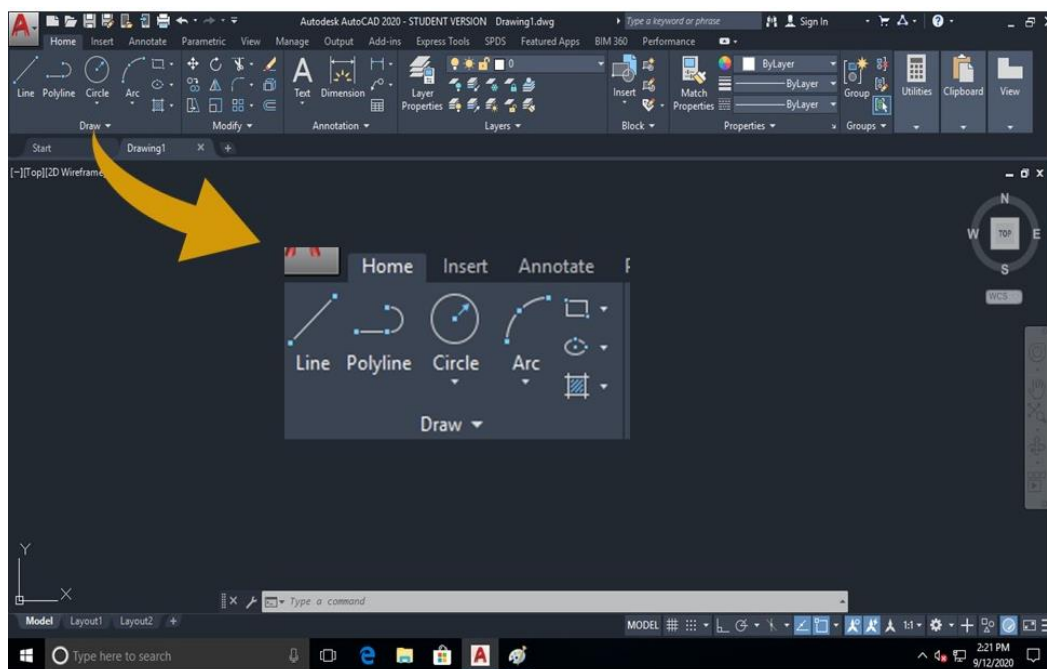 Autodesk AutoCAD 2020 - STUDENT VERSION Drawing1.dwg Type a keyword or phrase Sign In
Home Insert Annotate Parametric View Manage Output Add-ins Express Tools SPDS Featured Apps BIM 360 Performance
Line Polyline Circle Arc Text Dimension Layer Properties 0 Insert Match Properties ByLayer ByLayer ByLayer Group Utilities Clipboard View
Draw Modify Annotation Layers Block Properties Groups
Start Drawing1
[-][Top][2D Wireframe
N
W TOP E
S
WCS
Home Insert Annotate
Line Polyline Circle Arc
Draw
Y
X
Type a command
Model Layout1 Layout2 + MODEL 1:1
Type here to search
2:21 PM
9/12/2020